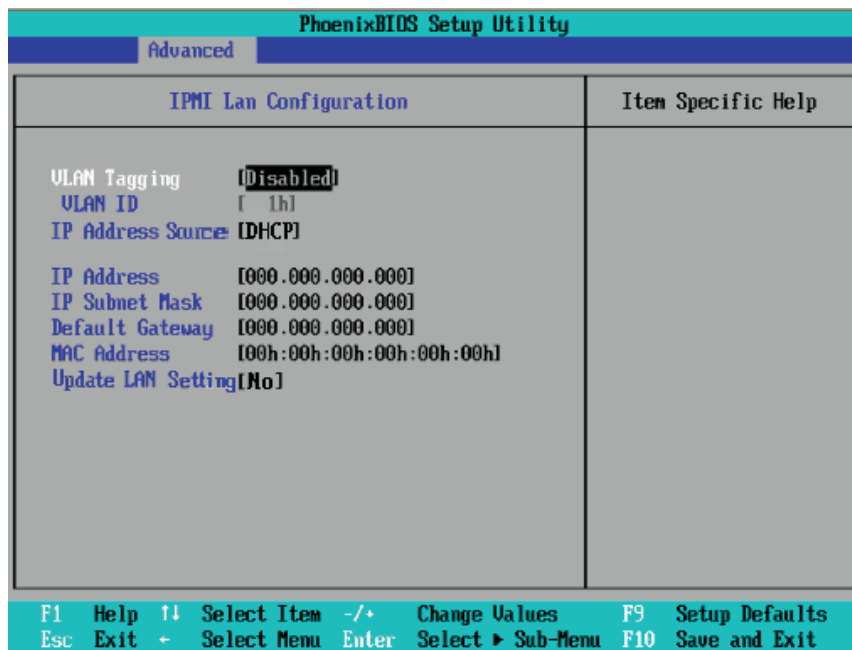 PhoenixBIOS Setup Utility
Advanced
IPMI Lan Configuration
Item Specific Help
VLAN Tagging [Disabled]
VLAN ID [ 1h]
IP Address Source [DHCP]
IP Address [000.000.000.000]
IP Subnet Mask [000.000.000.000]
Default Gateway [000.000.000.000]
MAC Address [00h:00h:00h:00h:00h:00h]
Update LAN Setting[No]
F1 Help ↑↓ Select Item -/+ Change Values F9 Setup Defaults
Esc Exit ← Select Menu Enter Select ▶ Sub-Menu F10 Save and Exit